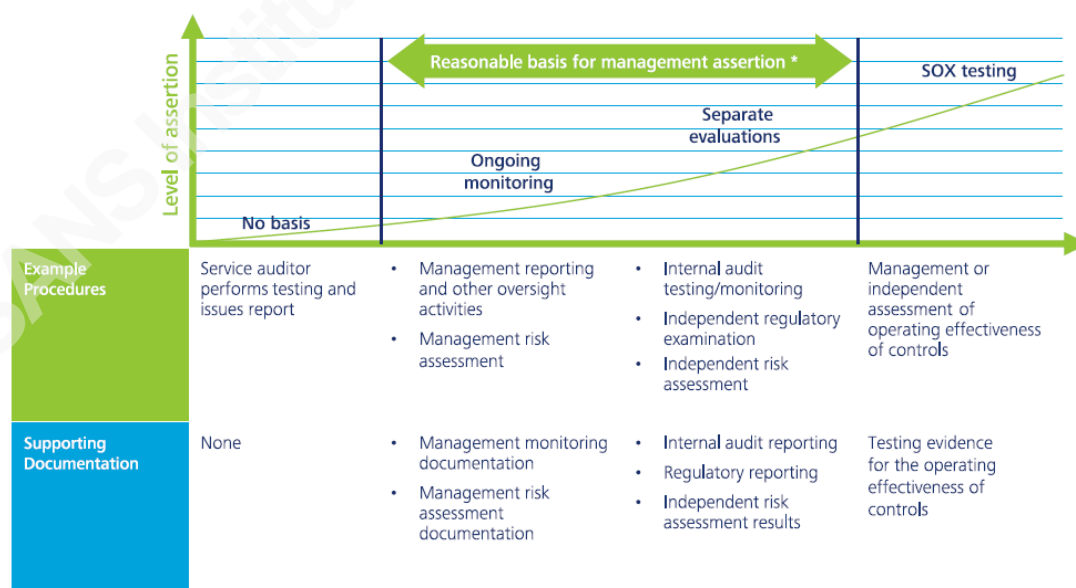 SANS Institu
Level of assertion
Reasonable basis for management assertion *
SOX testing
Separate
evaluations
Ongoing
monitoring
No basis
Example
Procedures
Service auditor
performs testing and
issues report
• Management reporting
and other oversight
activities
• Management risk
assessment
• Internal audit
testing/monitoring
• Independent regulatory
examination
• Independent risk
assessment
Management or
independent
assessment of
operating effectiveness
of controls
Supporting
Documentation
None
• Management monitoring
documentation
• Management risk
assessment
documentation
• Internal audit reporting
• Regulatory reporting
• Independent risk
assessment results
Testing evidence
for the operating
effectiveness of
controls